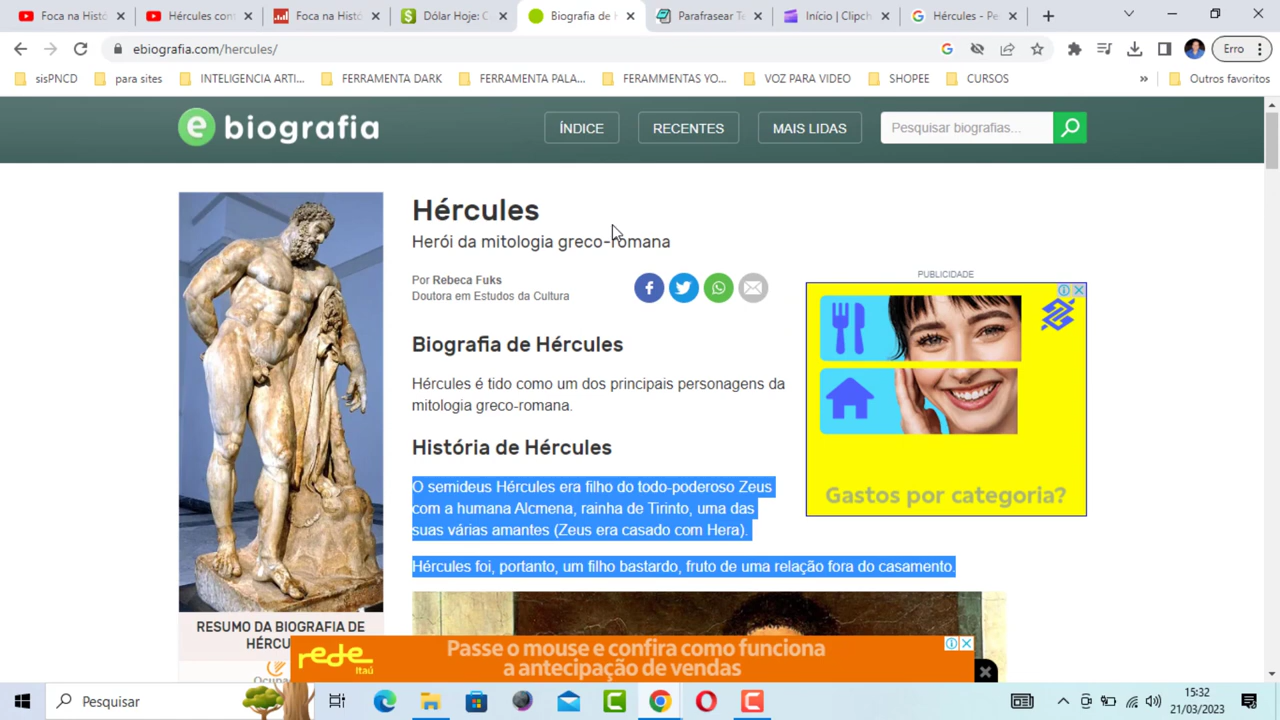 Foca na Histó
Hércules con
Foca na Histó
Dólar Hoje: C
Biografia de H
Parafrasear Te
Início | Clipch
Hércules - Pe
ebiografia.com/hercules/
Erro
sisPNCD
para sites
INTELIGENCIA ARTI...
FERRAMENTA DARK
FERRAMENTA PALA...
FERAMMENTAS YO...
VOZ PARA VIDEO
SHOPEE
CURSOS
»
Outros favoritos
e biografia
ÍNDICE
RECENTES
MAIS LIDAS
Pesquisar biografias...
Hércules
Herói da mitologia greco-romana
Por Rebeca Fuks
Doutora em Estudos da Cultura
PUBLICIDADE
Biografia de Hércules
Hércules é tido como um dos principais personagens da
mitologia greco-romana.
História de Hércules
O semideus Hércules era filho do todo-poderoso Zeus
com a humana Alcmena, rainha de Tirinto, uma das
suas várias amantes (Zeus era casado com Hera).
Gastos por categoria?
Hércules foi, portanto, um filho bastardo, fruto de uma relação fora do casamento.
RESUMO DA BIOGRAFIA DE
HÉRCU
Ocup
rede
Itaú
Passe o mouse e confira como funciona
a antecipação de vendas
Pesquisar
15:32
21/03/2023